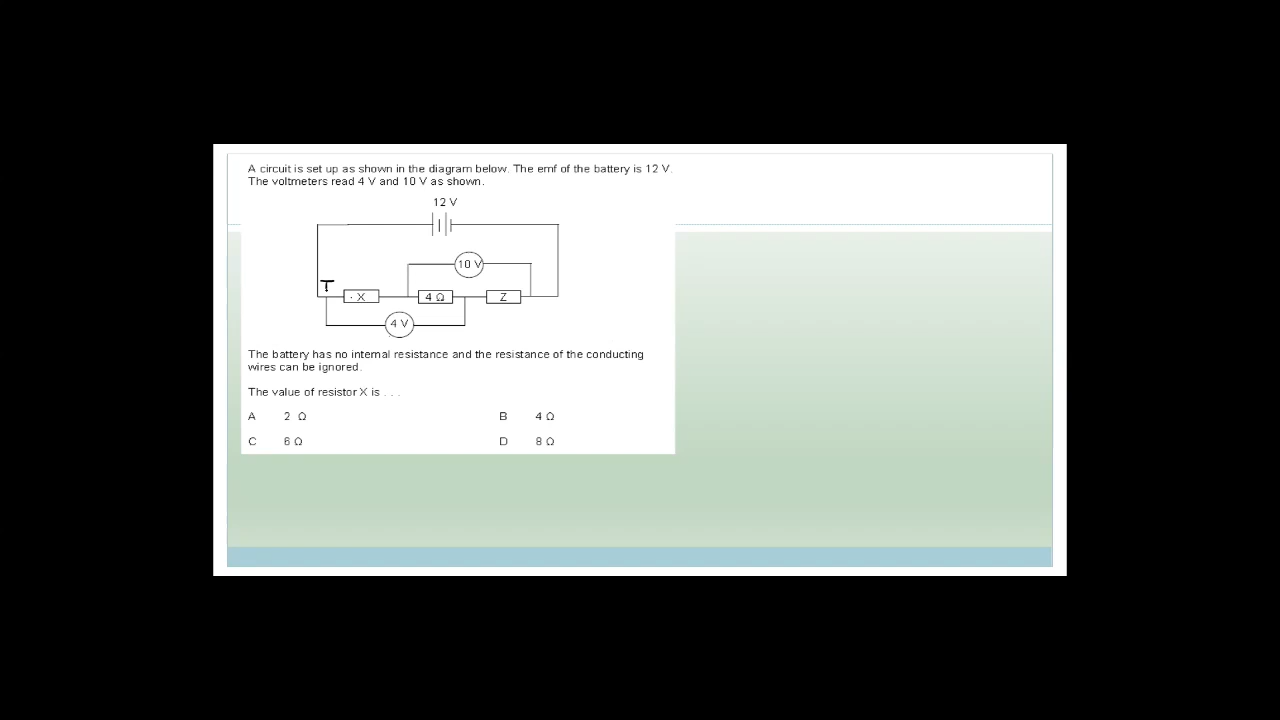 A circuit is set up as shown in the diagram below. The emf of the battery is 12 V.
The voltmeters read 4 V and 10 V as shown.
12 V
10 V
T
· X
4 Ω
Z
4 V
The battery has no internal resistance and the resistance of the conducting
wires can be ignored.
The value of resistor X is . . .
A 2 Ω B 4 Ω
C 6 Ω D 8 Ω